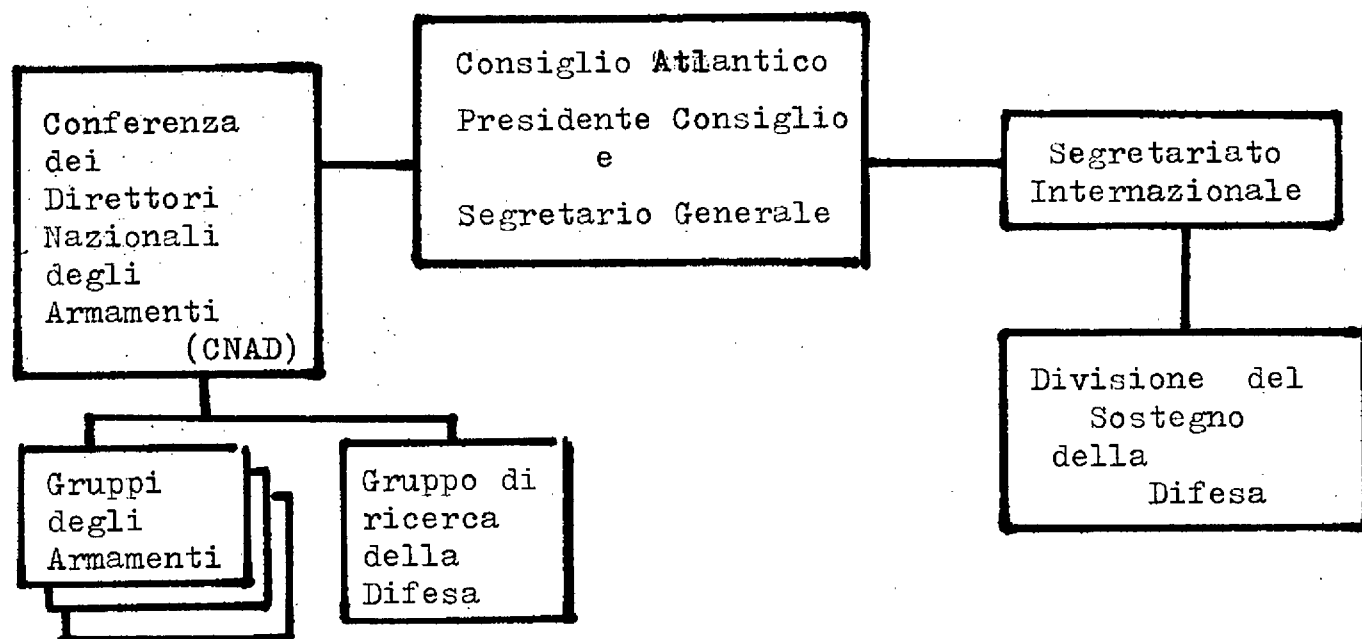 Consiglio Atlantico
Presidente Consiglio
e
Segretario Generale
Conferenza
dei
Direttori
Nazionali
degli
Armamenti
(CNAD)
Segretariato
Internazionale
Gruppi
degli
Armamenti
Gruppo di
ricerca
della
Difesa
Divisione del
Sostegno
della
Difesa